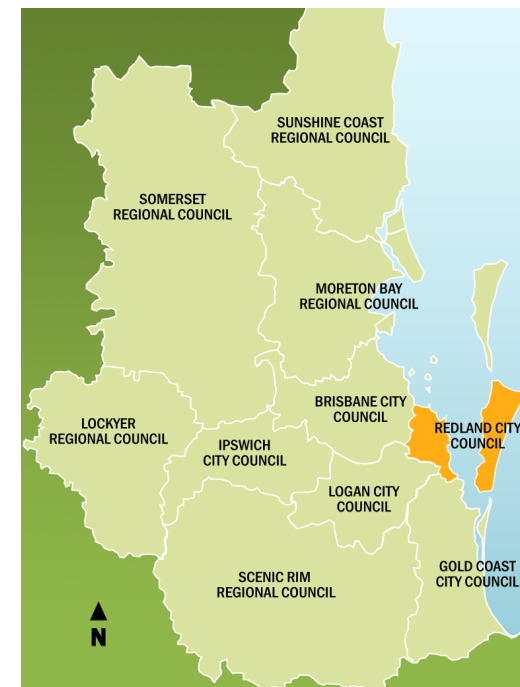 SUNSHINE COAST
REGIONAL COUNCIL
SOMERSET
REGIONAL COUNCIL
MORETON BAY
REGIONAL COUNCIL
BRISBANE CITY
COUNCIL
REDLAND CITY
COUNCIL
LOCKYER
REGIONAL COUNCIL
IPSWICH
CITY COUNCIL
LOGAN CITY
COUNCIL
GOLD COAST
CITY COUNCIL
SCENIC RIM
REGIONAL COUNCIL
N